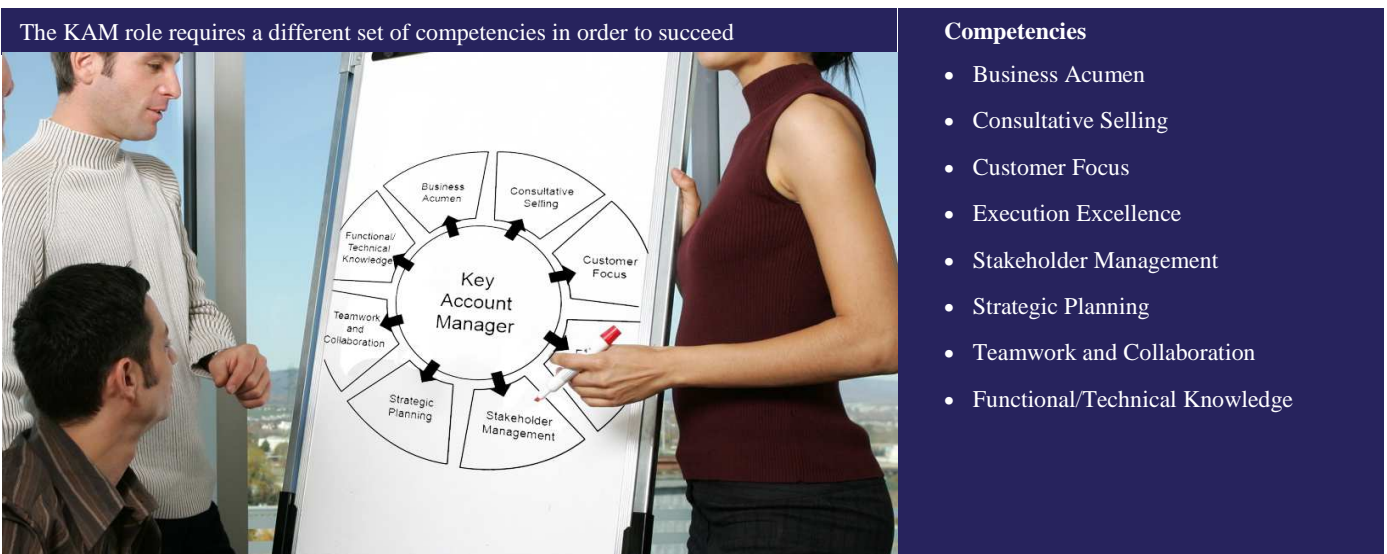 The KAM role requires a different set of competencies in order to succeed
Business
Acumen
Consultative
Selling
Functional/
Technical
Knowledge
Customer
Focus
Key
Account
Manager
Teamwork
and
Collaboration
Strategic
Planning
Stakeholder
Management
Competencies
• Business Acumen
• Consultative Selling
• Customer Focus
• Execution Excellence
• Stakeholder Management
• Strategic Planning
• Teamwork and Collaboration
• Functional/Technical Knowledge